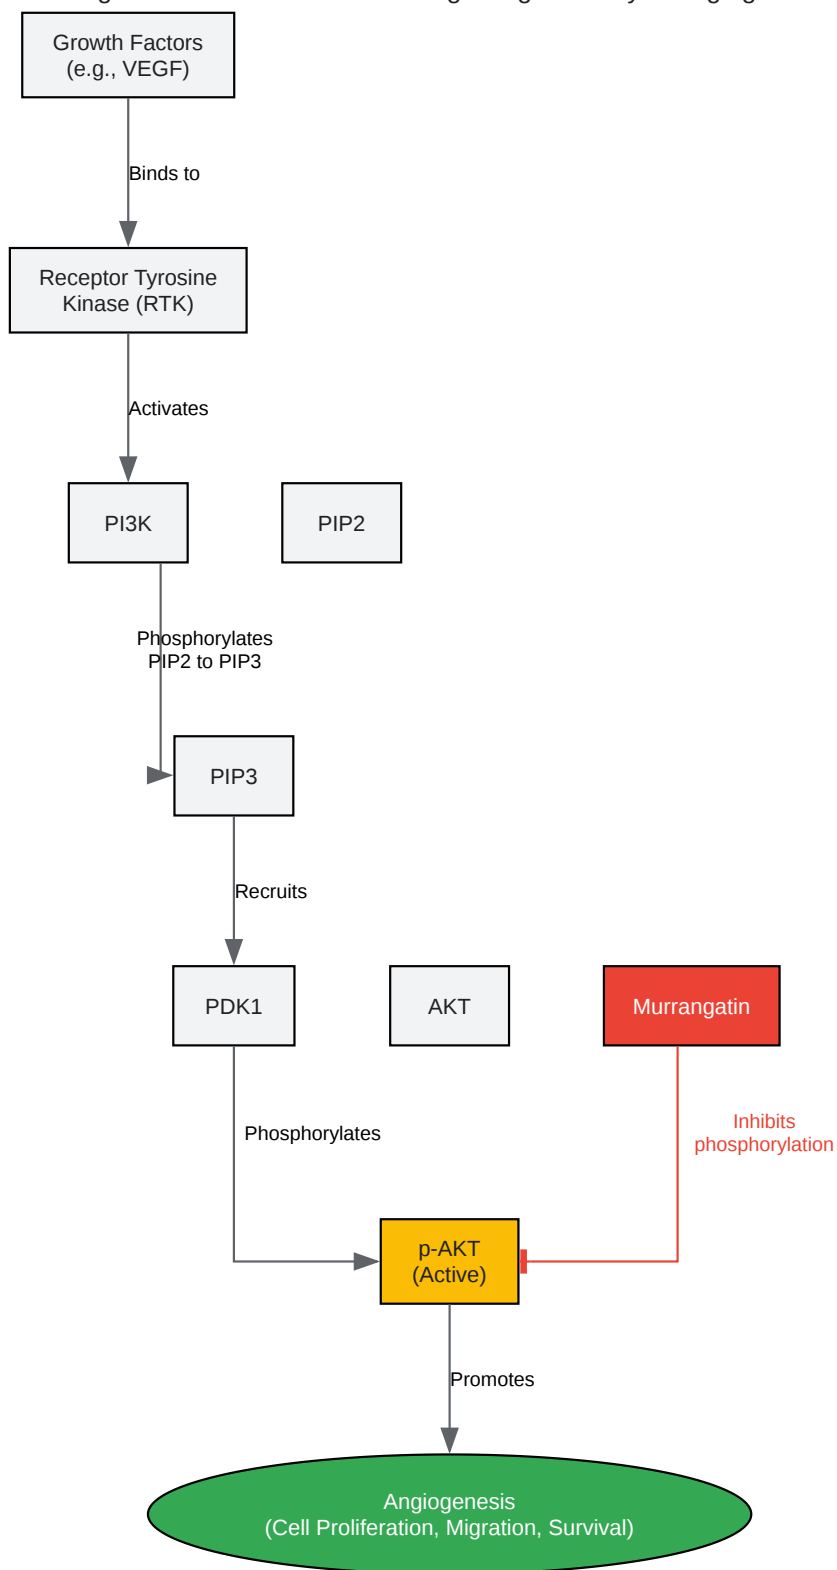 Growth Factors
(e.g., VEGF)
Binds to
Receptor Tyrosine
Kinase (RTK)
Activates
PI3K
PIP2
Phosphorylates
PIP2 to PIP3
PIP3
Recruits
PDK1
AKT
Murrangatin
Phosphorylates
Inhibits
phosphorylation
p-AKT
(Active)
Promotes
Angiogenesis
(Cell Proliferation, Migration, Survival)